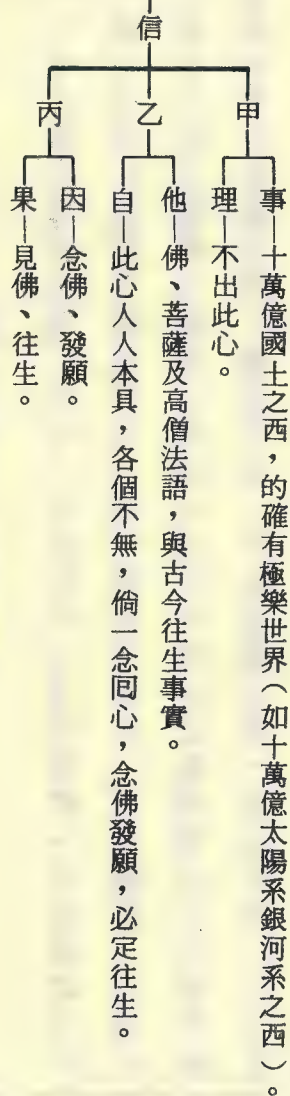 信
甲
事—十萬億國土之西，的確有極樂世界（如十萬億太陽系銀河系之西）。
理—不出此心。
乙
他—佛、菩薩及高僧法語，與古今往生事實。
自—此心人人本具，各個不無，倘一念回心，念佛發願，必定往生。
丙
因—念佛、發願。
果—見佛、往生。